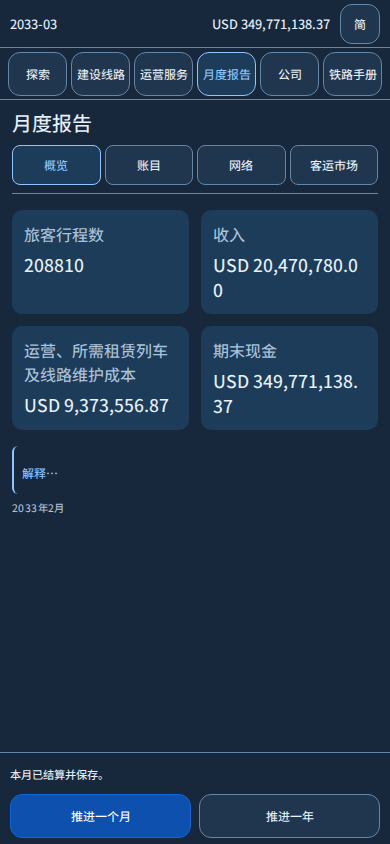 2033-03 USD 349,771,138.37 简
探索 建设线路 运营服务 月度报告 公司 铁路手册
月度报告
概览 账目 网络 客运市场
旅客行程数
208810
收入
USD 20,470,780.0
0
运营、所需租赁列车
及线路维护成本
USD 9,373,556.87
期末现金
USD 349,771,138.
37
解释…
2033年2月
本月已结算并保存。
推进一个月 推进一年